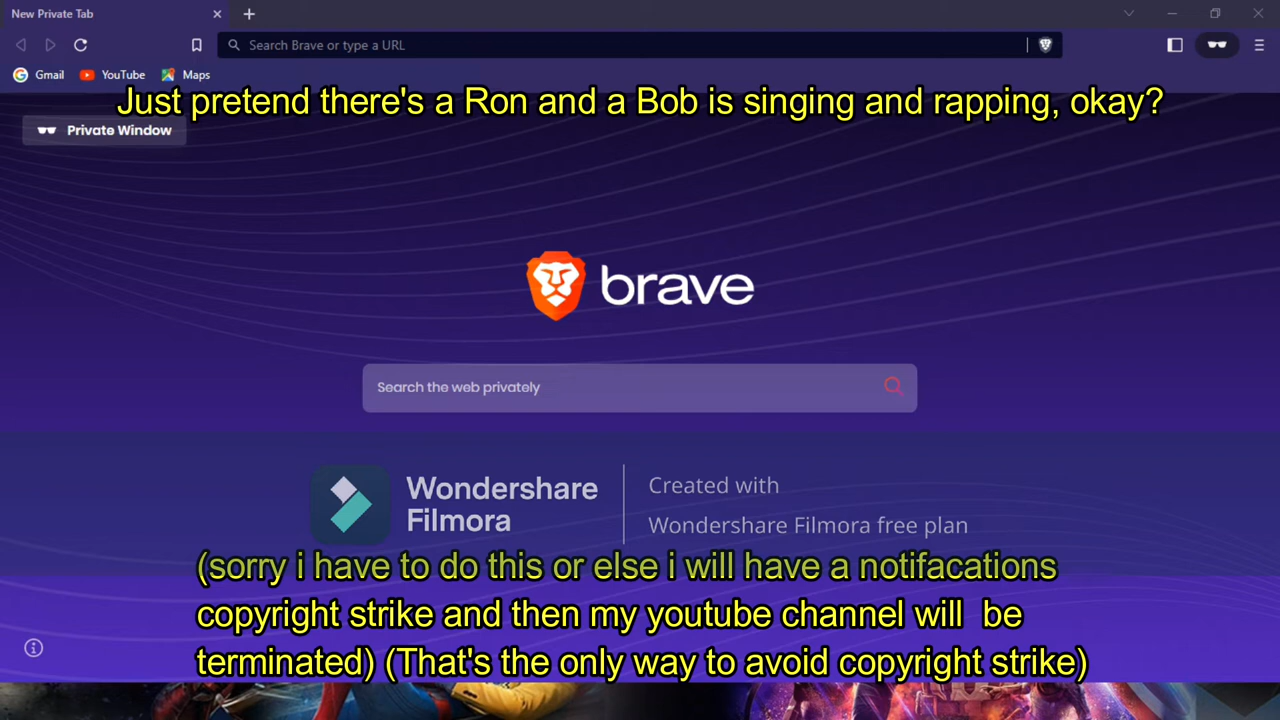 New Private Tab
Search Brave or type a URL
Gmail YouTube Maps
Just pretend there's a Ron and a Bob is singing and rapping, okay?
Private Window
brave
Search the web privately
Wondershare
Filmora
Created with
Wondershare Filmora free plan
(sorry i have to do this or else i will have a notifacations
copyright strike and then my youtube channel will be
terminated) (That's the only way to avoid copyright strike)